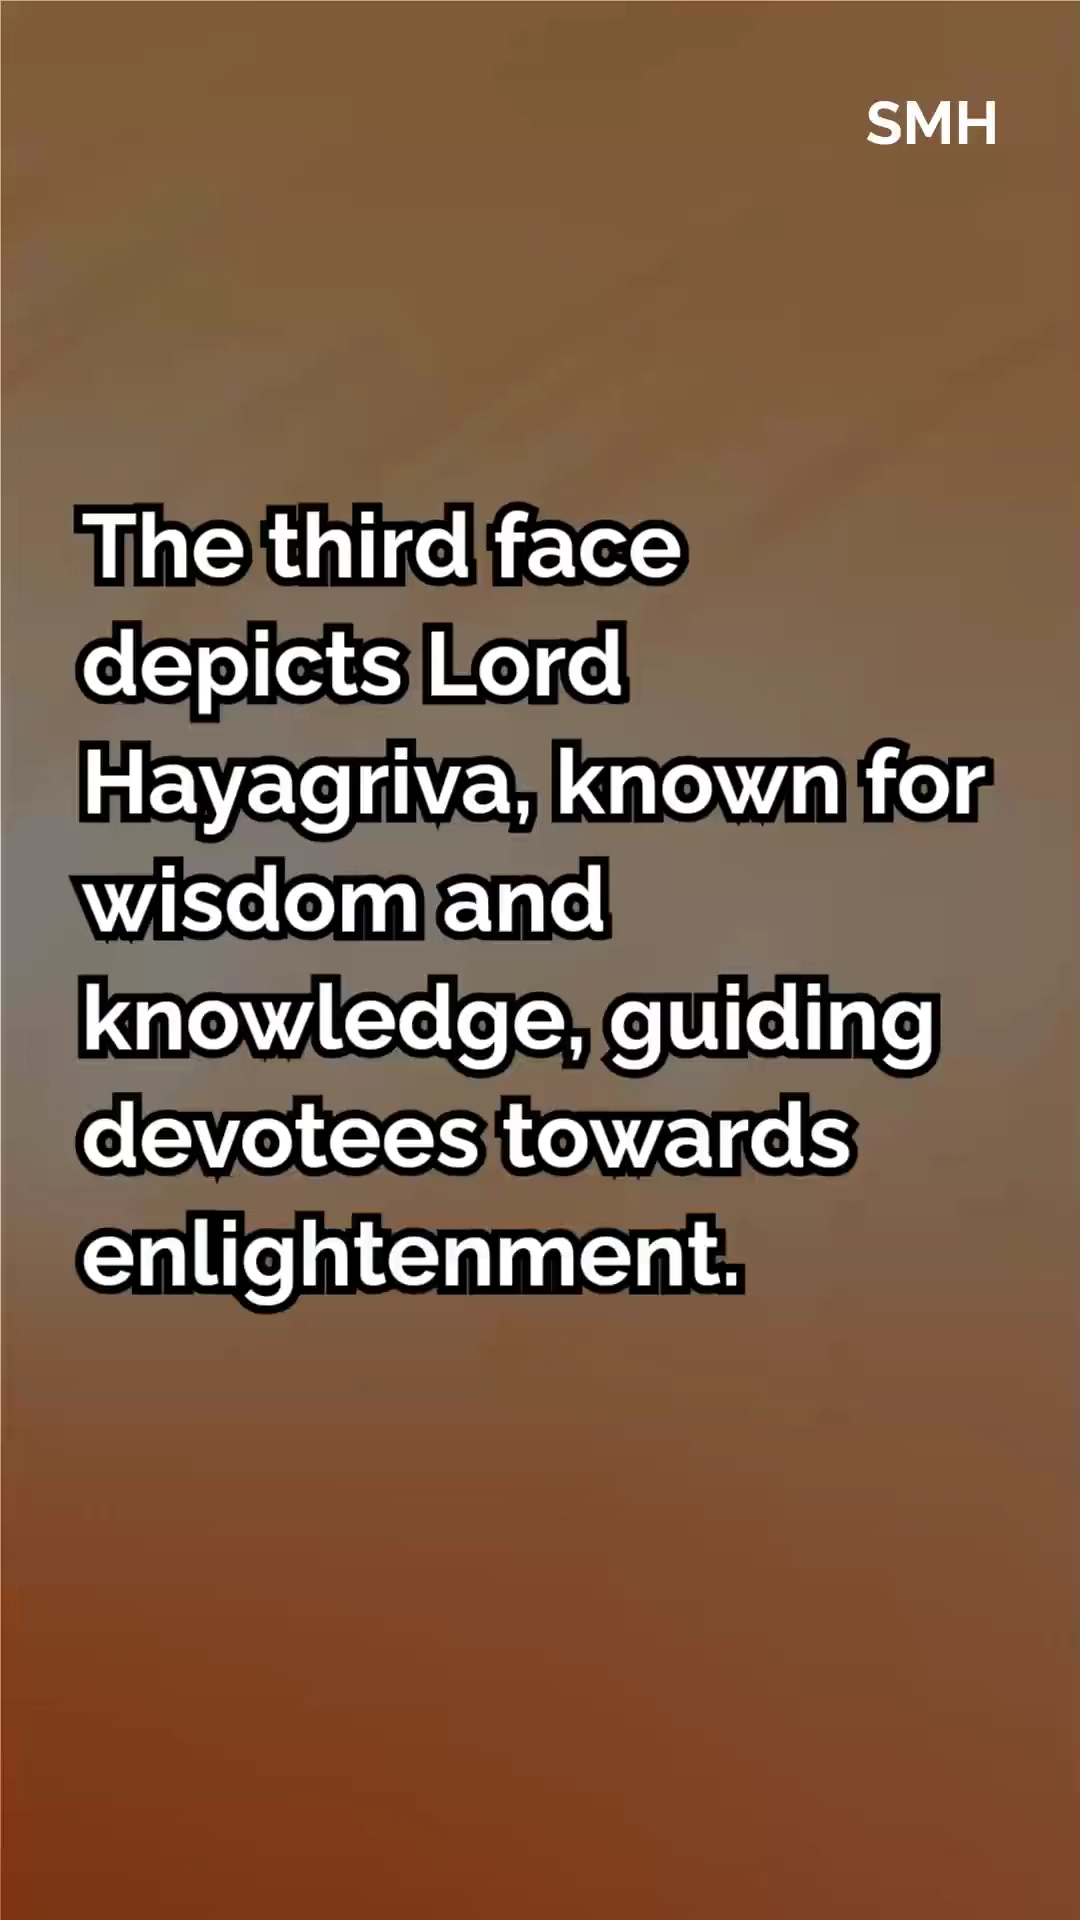 SMH
The third face
depicts Lord
Hayagriva, known for
wisdom and
knowledge, guiding
devotees towards
enlightenment.